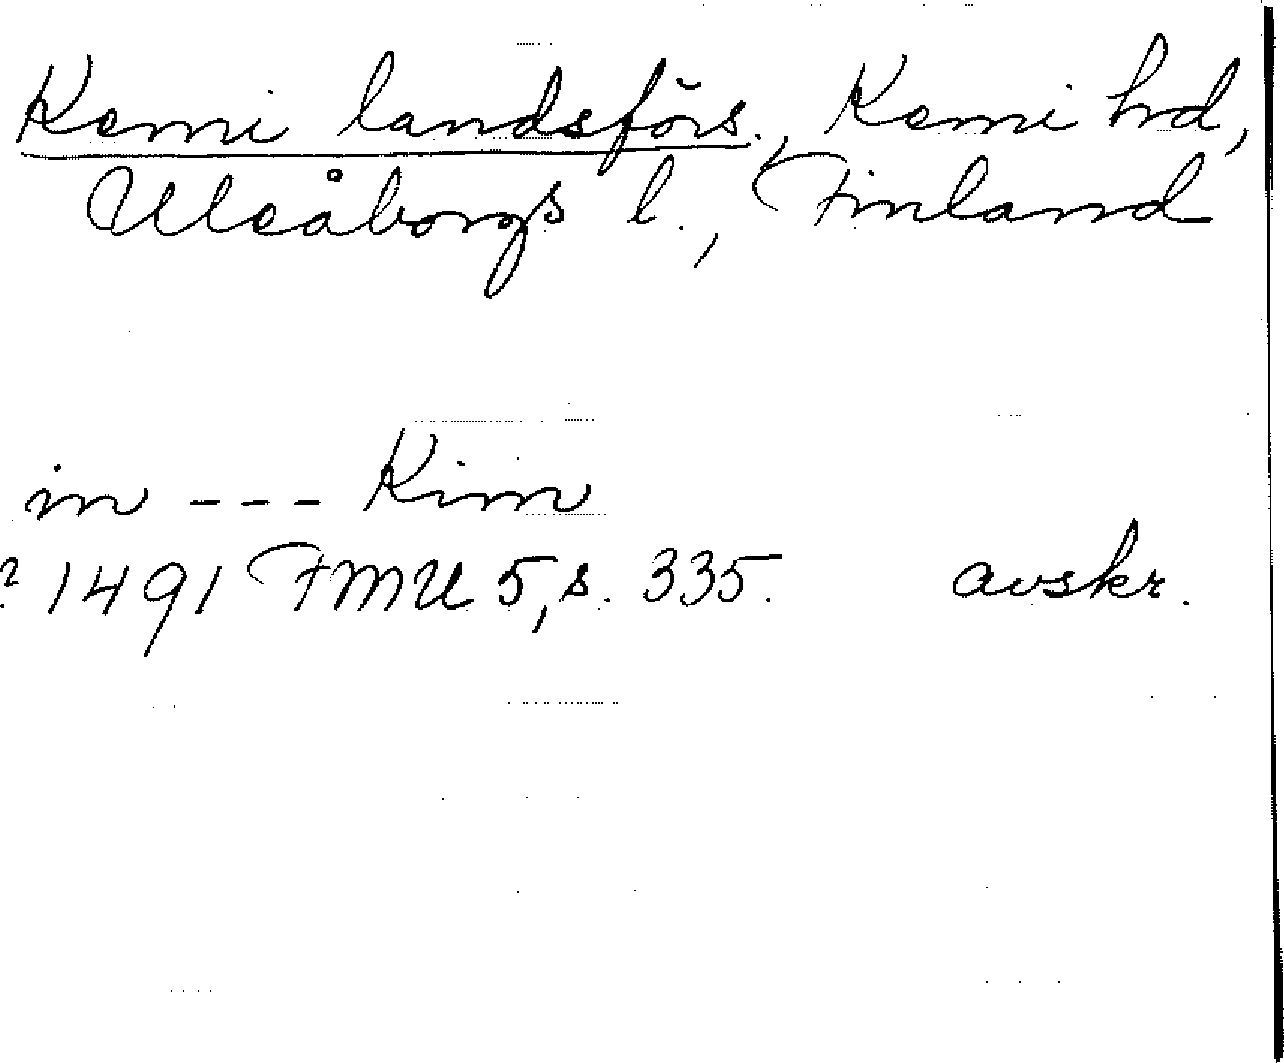 Kemi landsförs., Kemi hd,
Uleåborgs l., Finland
in --- Kim
? 1491 FMU 5, s. 335. avskr.